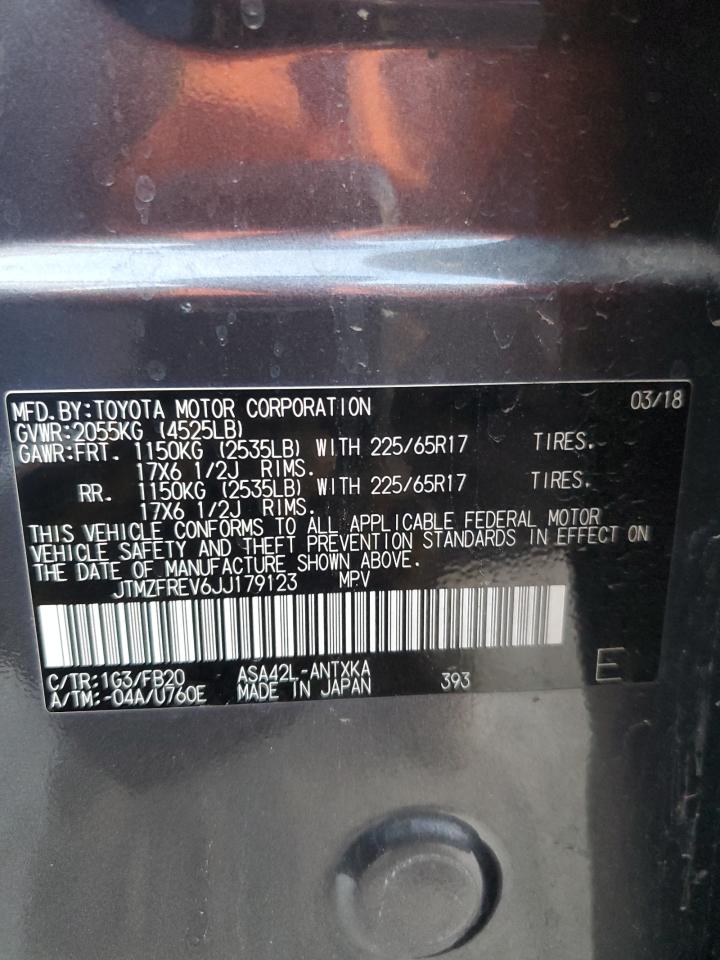 MFD.BY:TOYOTA MOTOR CORPORATION 03/18
GVWR:2055KG (4525LB)
GAWR:FRT. 1150KG (2535LB) WITH 225/65R17 TIRES.
17X6 1/2J RIMS.
RR. 1150KG (2535LB) WITH 225/65R17 TIRES.
17X6 1/2J RIMS.
THIS VEHICLE CONFORMS TO ALL APPLICABLE FEDERAL MOTOR
VEHICLE SAFETY AND THEFT PREVENTION STANDARDS IN EFFECT ON
THE DATE OF MANUFACTURE SHOWN ABOVE.
JTMZFREV6JJ179123 MPV
C/TR:1G3/FB20 ASA42L-ANTXKA
A/TM:-04A/U760E MADE IN JAPAN 393 E